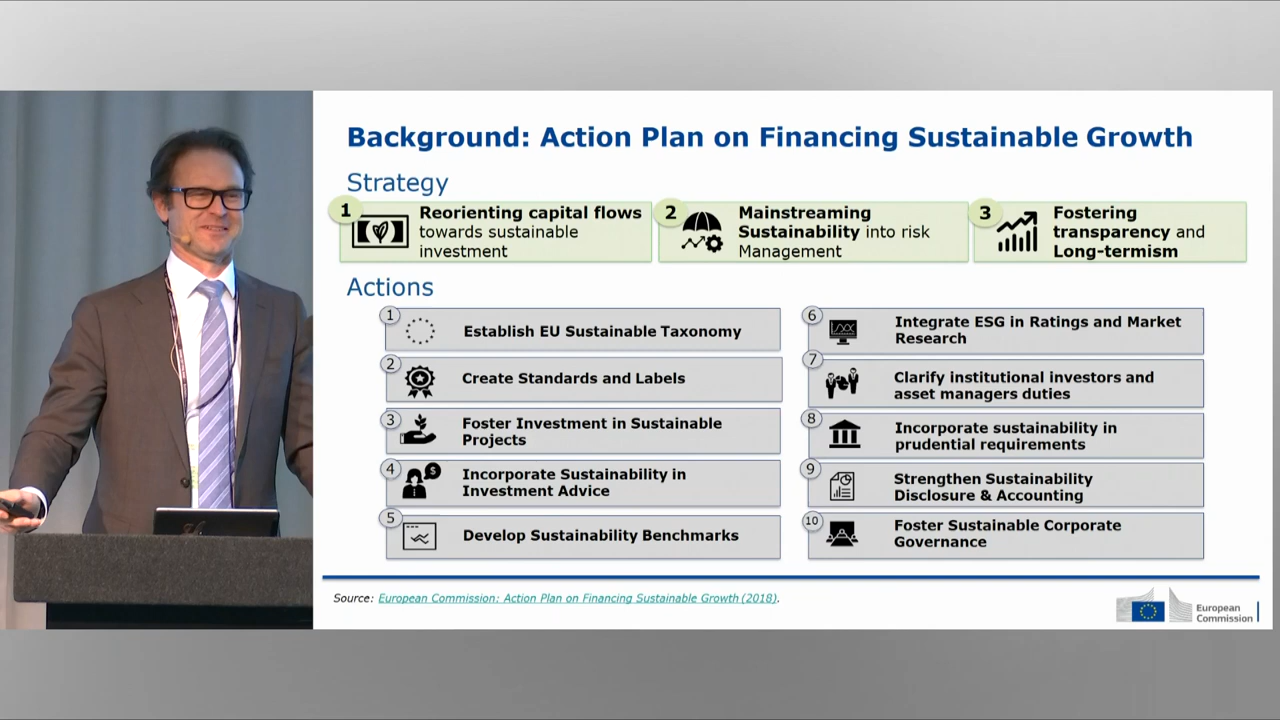 Background: Action Plan on Financing Sustainable Growth
Strategy
1
Reorienting capital flows
towards sustainable
investment
2
Mainstreaming
Sustainability into risk
Management
3
Fostering
transparency and
Long-termism
Actions
1
Establish EU Sustainable Taxonomy
2
Create Standards and Labels
3
Foster Investment in Sustainable
Projects
4
$
Incorporate Sustainability in
Investment Advice
5
Develop Sustainability Benchmarks
6
Integrate ESG in Ratings and Market
Research
7
Clarify institutional investors and
asset managers duties
8
Incorporate sustainability in
prudential requirements
9
Strengthen Sustainability
Disclosure & Accounting
10
Foster Sustainable Corporate
Governance
Source: European Commission: Action Plan on Financing Sustainable Growth (2018).
European
Commission